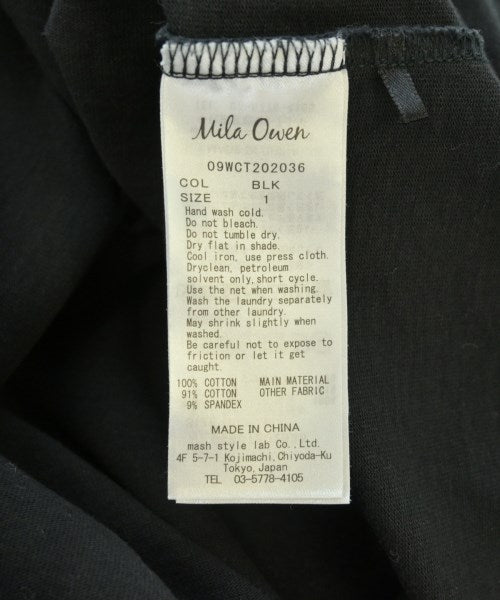 Mila Owen
09WCT202036
COL BLK
SIZE 1
Hand wash cold.
Do not bleach.
Do not tumble dry.
Dry flat in shade.
Cool iron, use press cloth.
Dryclean, petroleum
solvent only, short cycle.
Use the net when washing.
Wash the laundry separately
from other laundry.
May shrink slightly when
washed.
Be careful not to expose to
friction or let it get
caught.
100% COTTON MAIN MATERIAL
91% COTTON OTHER FABRIC
9% SPANDEX
MADE IN CHINA
mash style lab Co., Ltd.
4F 5-7-1 Kojimachi, Chiyoda-Ku
Tokyo, Japan
TEL 03-5778-4105